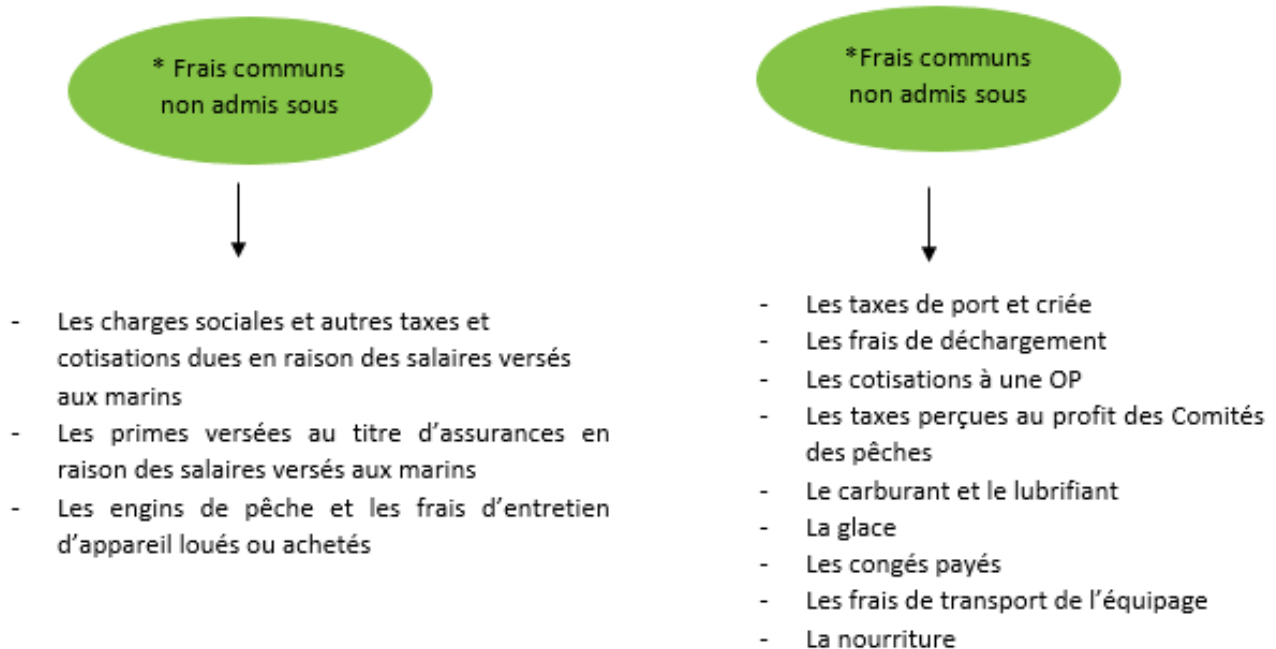 * Frais communs
non admis sous
- Les charges sociales et autres taxes et
cotisations dues en raison des salaires versés
aux marins
- Les primes versées au titre d'assurances en
raison des salaires versés aux marins
- Les engins de pêche et les frais d'entretien
d'appareil loués ou achetés
*Frais communs
non admis sous
- Les taxes de port et criée
- Les frais de déchargement
- Les cotisations à une OP
- Les taxes perçues au profit des Comités
des pêches
- Le carburant et le lubrifiant
- La glace
- Les congés payés
- Les frais de transport de l'équipage
- La nourriture